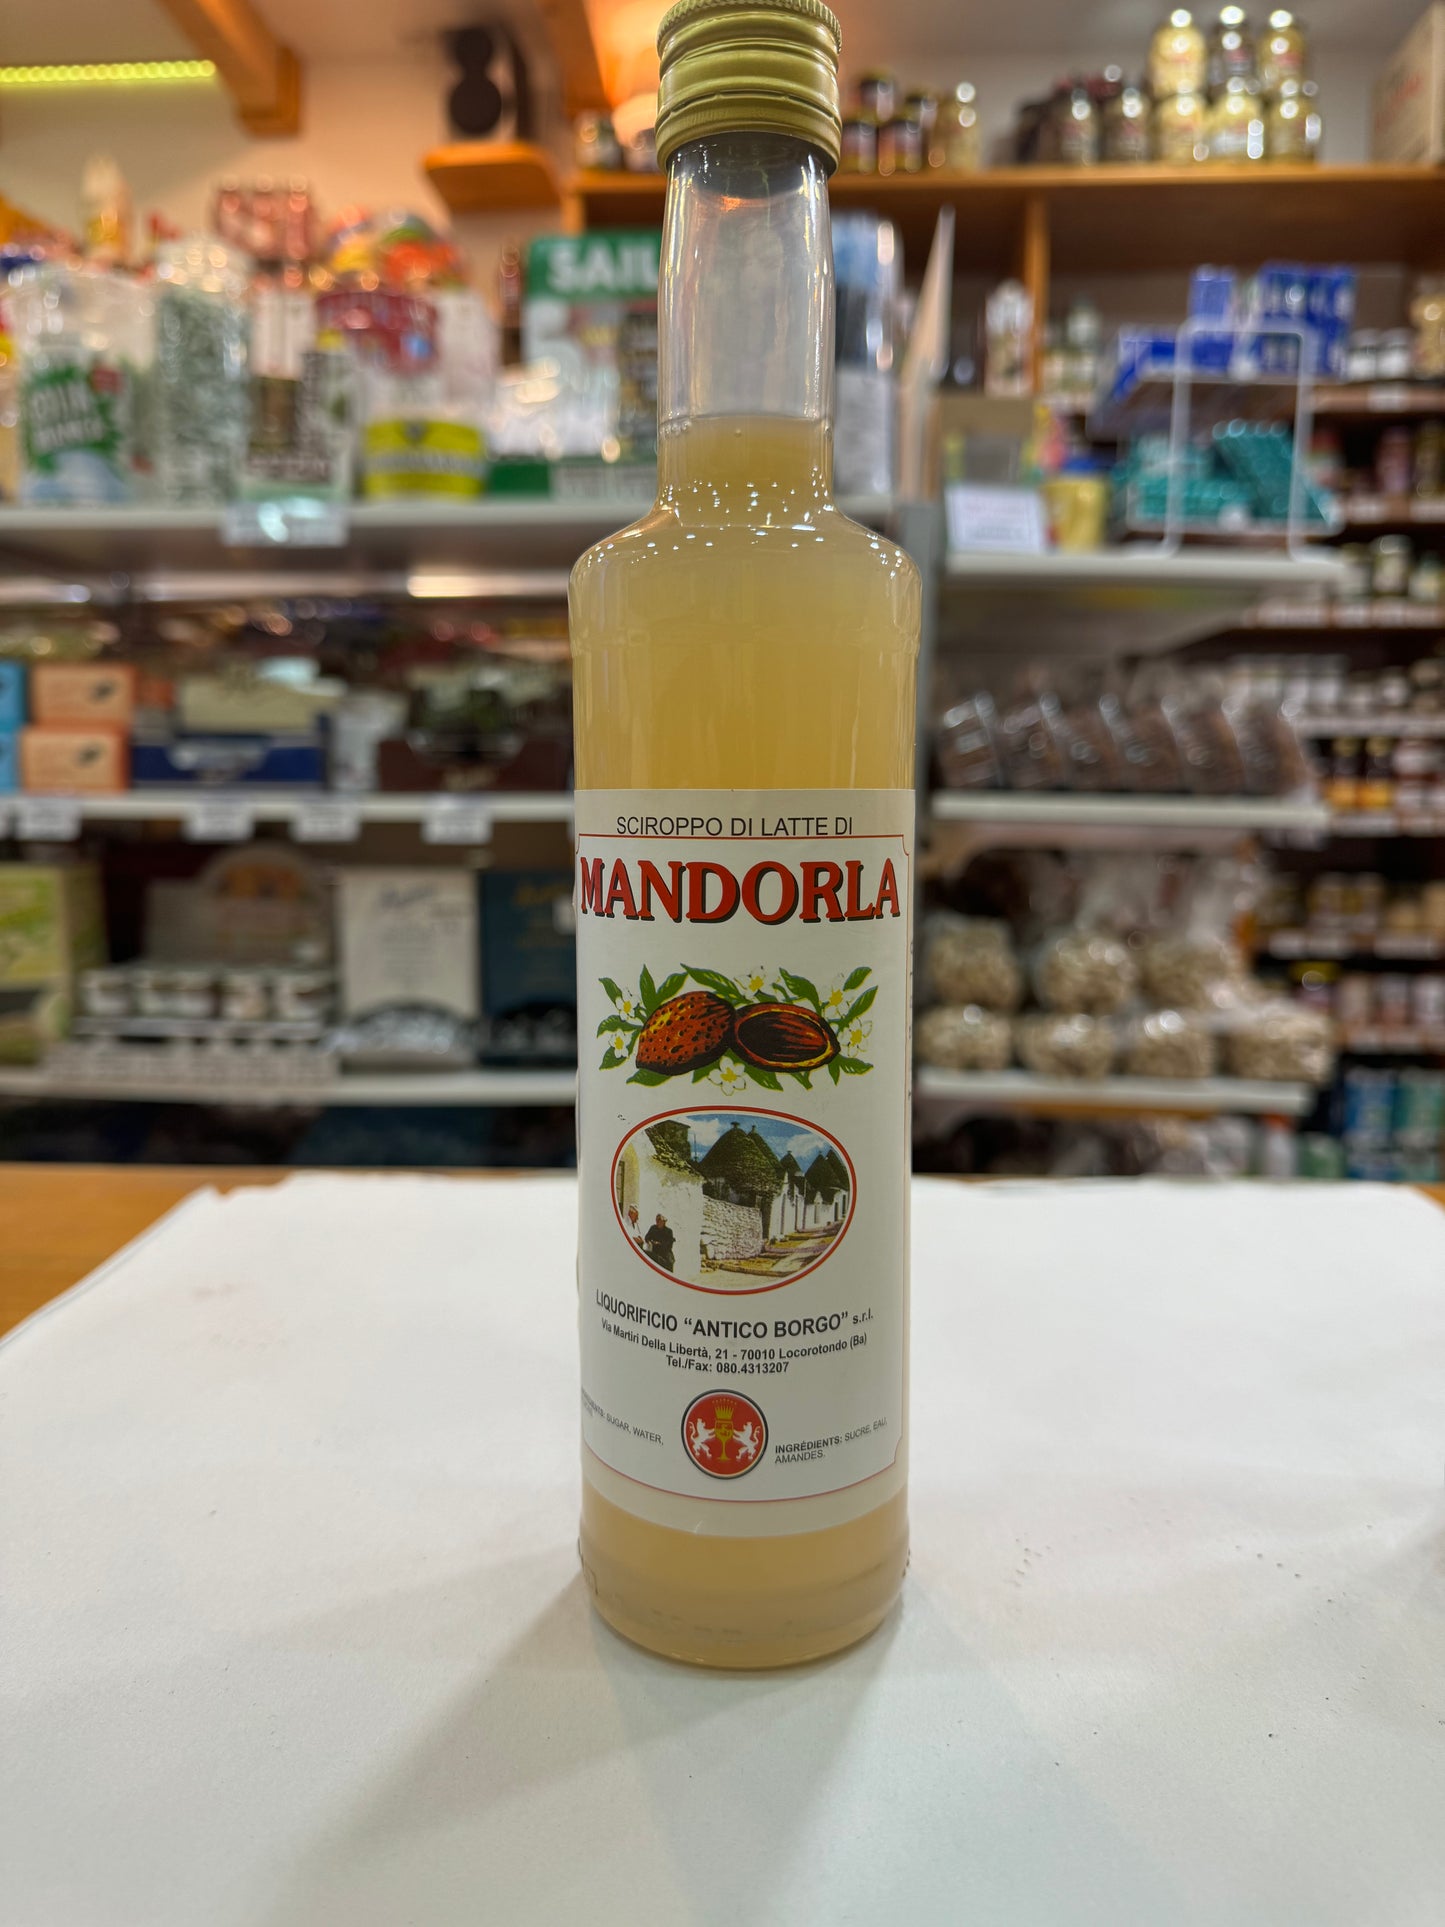 SAIL
SCIROPPO DI LATTE DI
MANDORLA
LIQUORIFICIO "ANTICO BORGO" s.r.l.
Via Martiri Della Libertà, 21 - 70010 Locorotondo (Ba)
Tel./Fax: 080.4313207
SUGAR, WATER,
INGRÉDIENTS: SUCRE, EAU,
AMANDES.